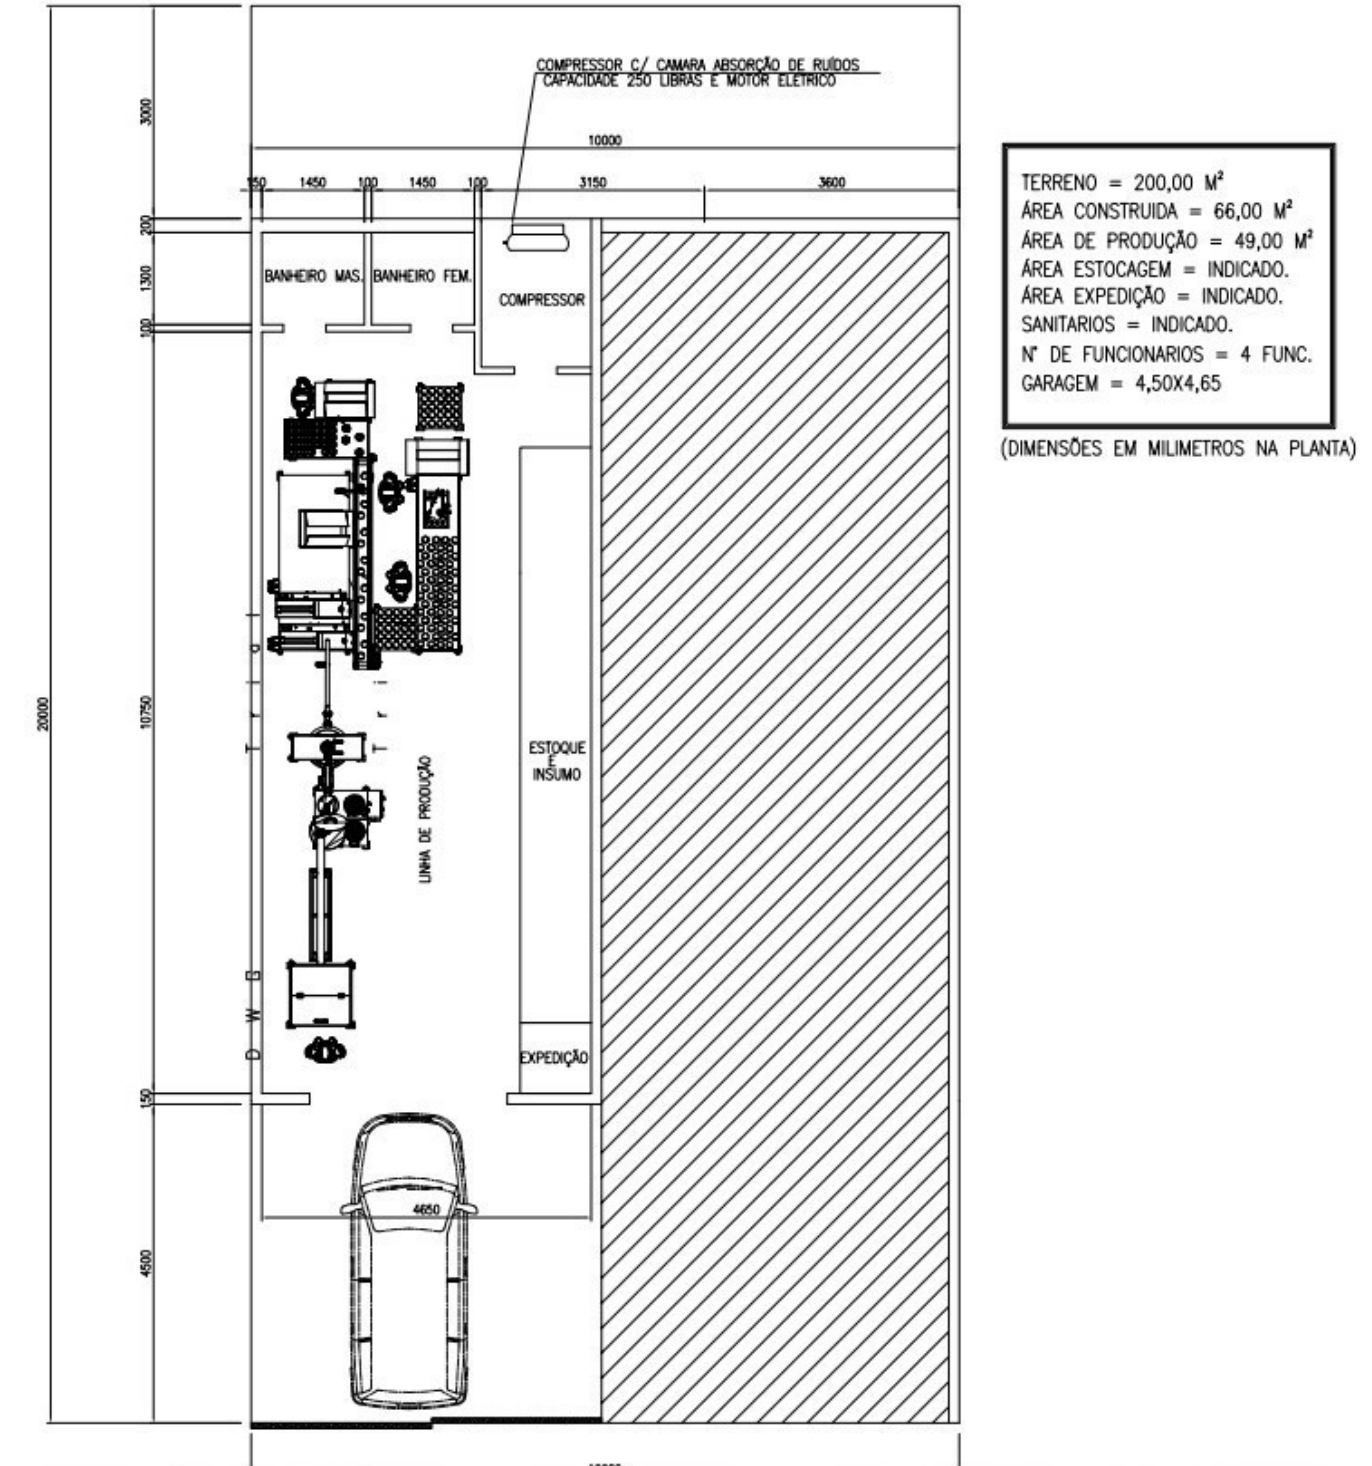 COMPRESSOR C/ CAMARA ABSORÇÃO DE RUÍDOS
CAPACIDADE 250 LIBRAS E MOTOR ELETRICO
3000
10000
150 1450 100 1450 100 3150 3600
TERRENO = 200,00 M²
ÁREA CONSTRUIDA = 66,00 M²
ÁREA DE PRODUÇÃO = 49,00 M²
ÁREA ESTOCAGEM = INDICADO.
ÁREA EXPEDIÇÃO = INDICADO.
SANITARIOS = INDICADO.
N° DE FUNCIONARIOS = 4 FUNC.
GARAGEM = 4,50X4,65
(DIMENSÕES EM MILIMETROS NA PLANTA)
200
1300
100
BANHEIRO MAS.
BANHEIRO FEM.
COMPRESSOR
20000
10750
Trial
Tri
LINHA DE PRODUÇÃO
ESTOQUE
E
INSUMO
DWG
EXPEDIÇÃO
150
4650
4500